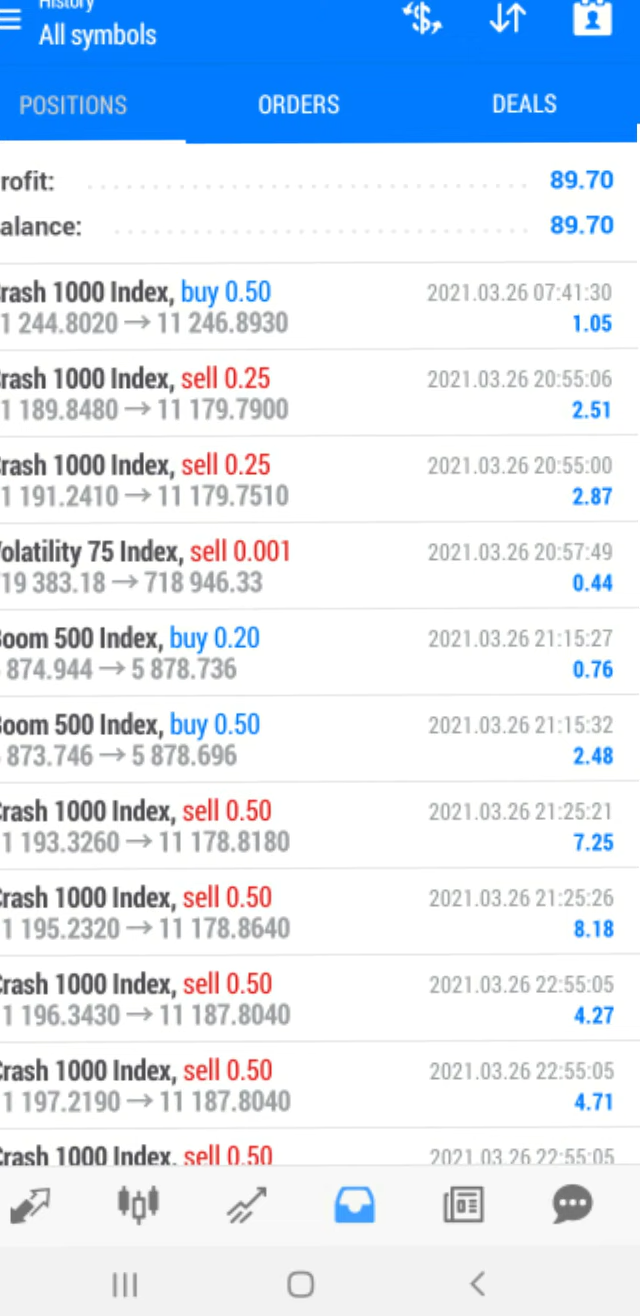 History
All symbols
POSITIONS ORDERS DEALS
rofit: 89.70
alance: 89.70
rash 1000 Index, buy 0.50 2021.03.26 07:41:30
1 244.8020 → 11 246.8930 1.05
rash 1000 Index, sell 0.25 2021.03.26 20:55:06
1 189.8480 → 11 179.7900 2.51
rash 1000 Index, sell 0.25 2021.03.26 20:55:00
1 191.2410 → 11 179.7510 2.87
olatility 75 Index, sell 0.001 2021.03.26 20:57:49
19 383.18 → 718 946.33 0.44
oom 500 Index, buy 0.20 2021.03.26 21:15:27
874.944 → 5 878.736 0.76
oom 500 Index, buy 0.50 2021.03.26 21:15:32
873.746 → 5 878.696 2.48
Crash 1000 Index, sell 0.50 2021.03.26 21:25:21
1 193.3260 → 11 178.8180 7.25
Crash 1000 Index, sell 0.50 2021.03.26 21:25:26
1 195.2320 → 11 178.8640 8.18
Crash 1000 Index, sell 0.50 2021.03.26 22:55:05
1 196.3430 → 11 187.8040 4.27
Crash 1000 Index, sell 0.50 2021.03.26 22:55:05
1 197.2190 → 11 187.8040 4.71
Crash 1000 Index, sell 0.50 2021.03.26 22:55:05